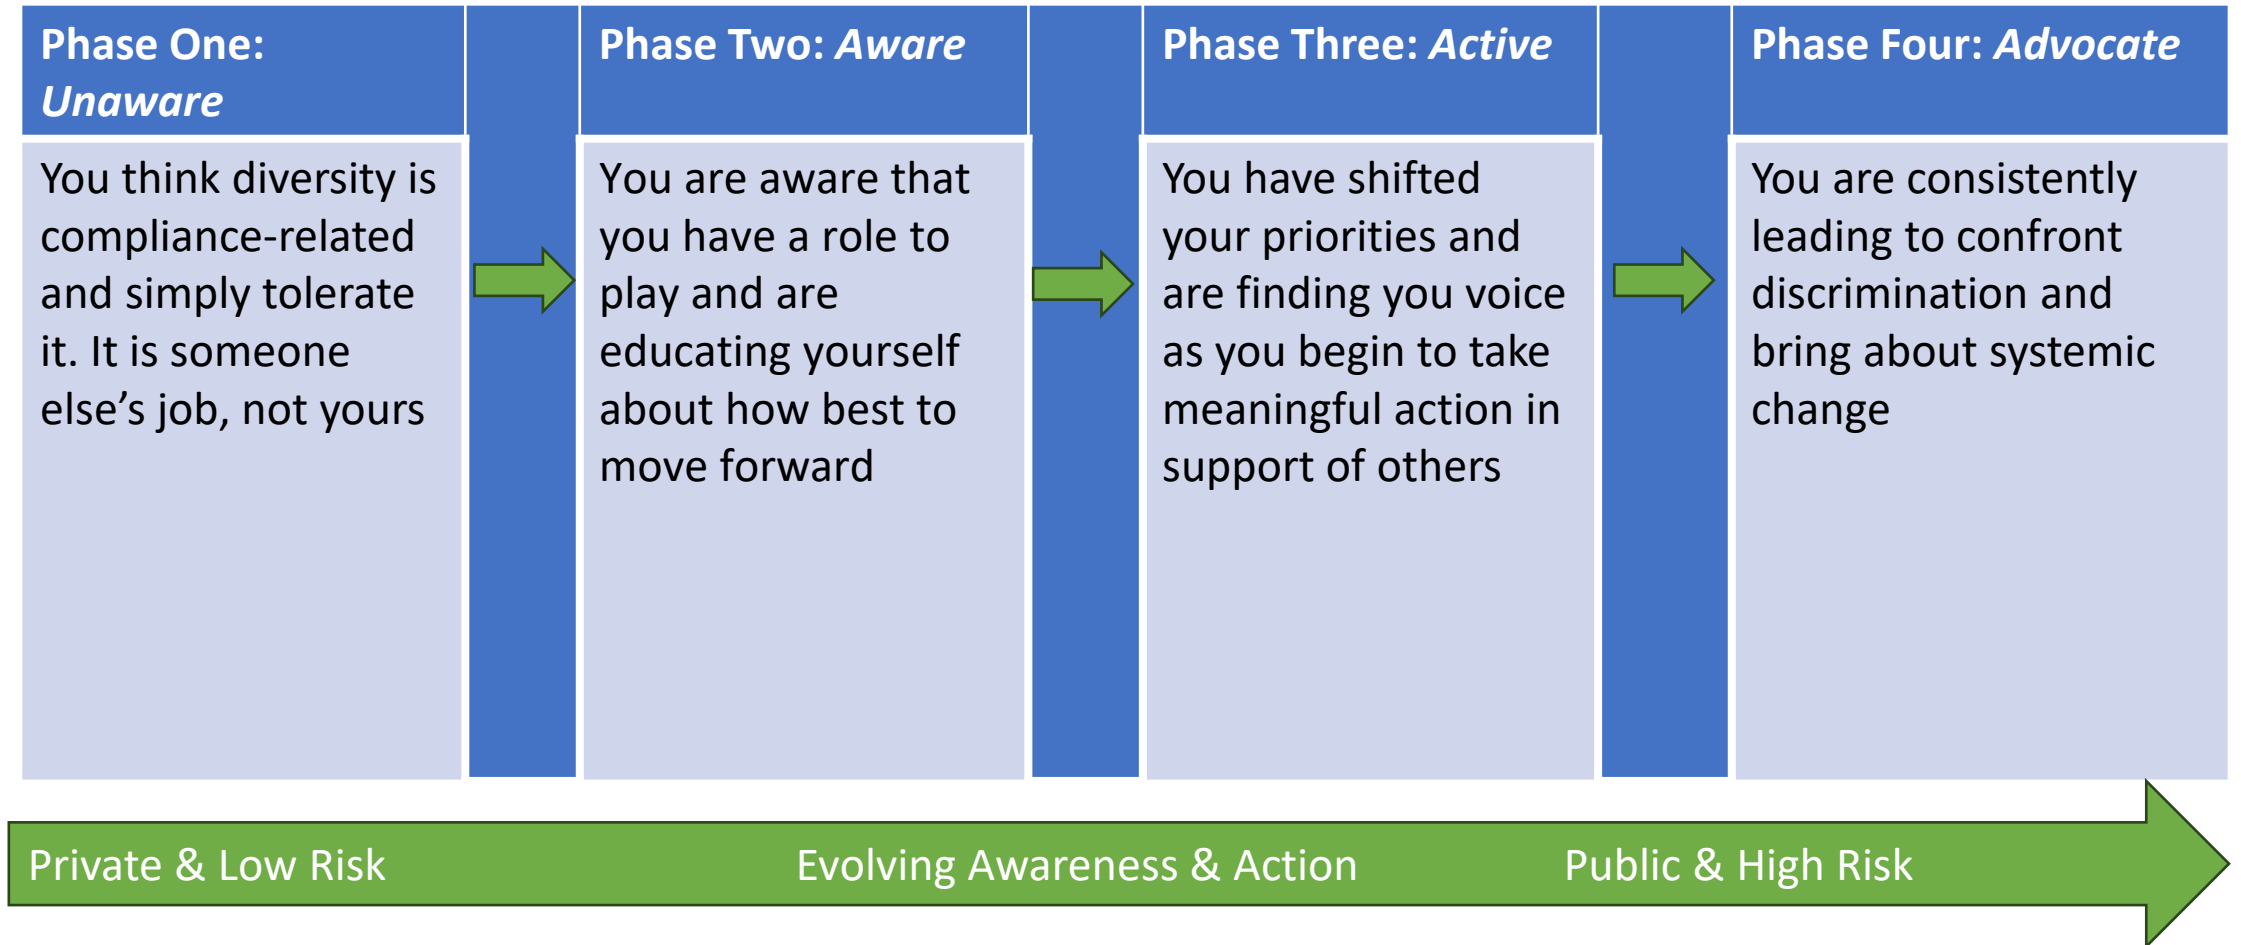 Phase One:
Unaware
You think diversity is
compliance-related
and simply tolerate
it. It is someone
else’s job, not yours
Phase Two: Aware
You are aware that
you have a role to
play and are
educating yourself
about how best to
move forward
Phase Three: Active
You have shifted
your priorities and
are finding you voice
as you begin to take
meaningful action in
support of others
Phase Four: Advocate
You are consistently
leading to confront
discrimination and
bring about systemic
change
Private & Low Risk
Evolving Awareness & Action
Public & High Risk